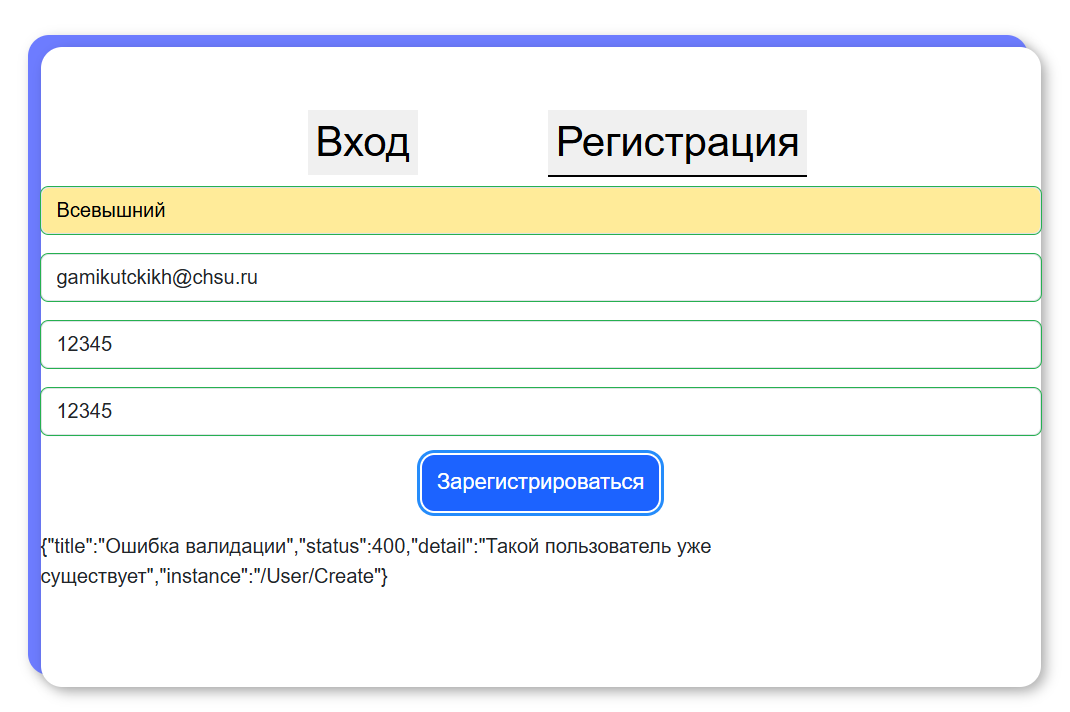 Вход Регистрация
Всевышний
gamikutckikh@chsu.ru
12345
12345
Зарегистрироваться
{"title":"Ошибка валидации","status":400,"detail":"Такой пользователь уже
существует","instance":"/User/Create"}